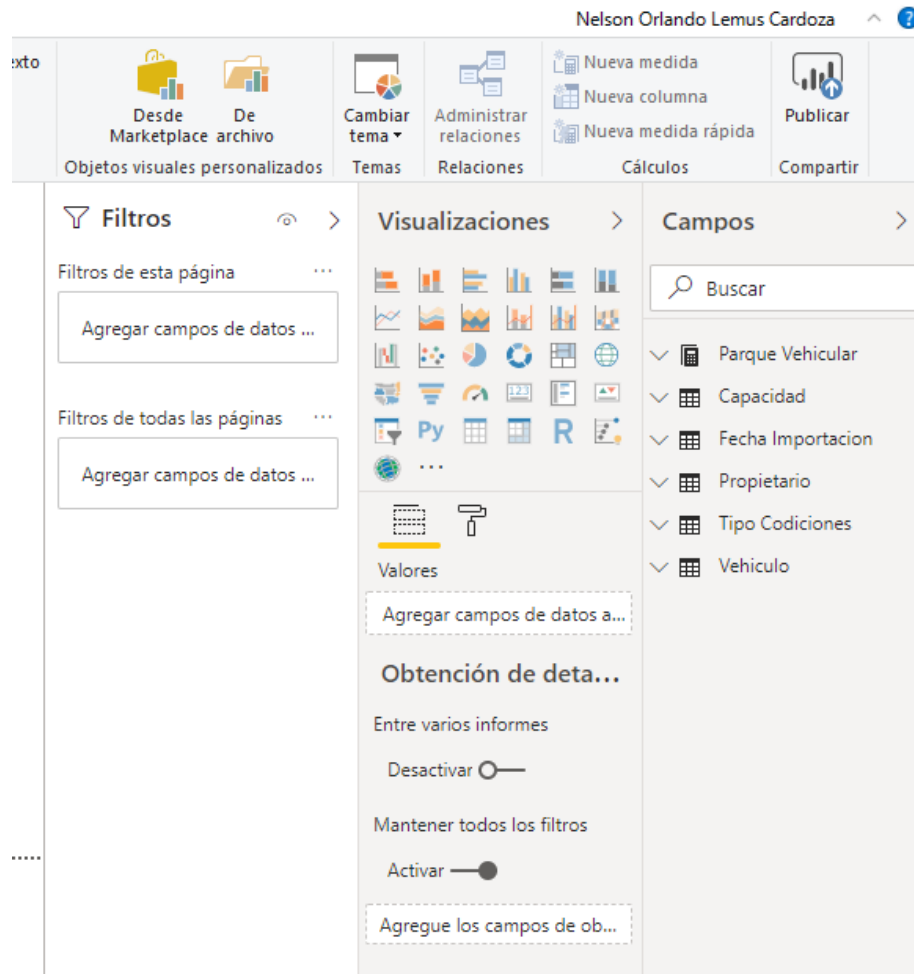 Nelson Orlando Lemus Cardoza
exto
Desde
Marketplace
De
archivo
Objetos visuales personalizados
Cambiar
tema
Temas
Administrar
relaciones
Relaciones
Nueva medida
Nueva columna
Nueva medida rápida
Cálculos
Publicar
Compartir
Filtros
Filtros de esta página
Agregar campos de datos ...
Filtros de todas las páginas
Agregar campos de datos ...
Visualizaciones
123
Py
R
...
Valores
Agregar campos de datos a...
Obtención de deta...
Entre varios informes
Desactivar
Mantener todos los filtros
Activar
Agregue los campos de ob...
Campos
Buscar
Parque Vehicular
Capacidad
Fecha Importacion
Propietario
Tipo Codiciones
Vehiculo